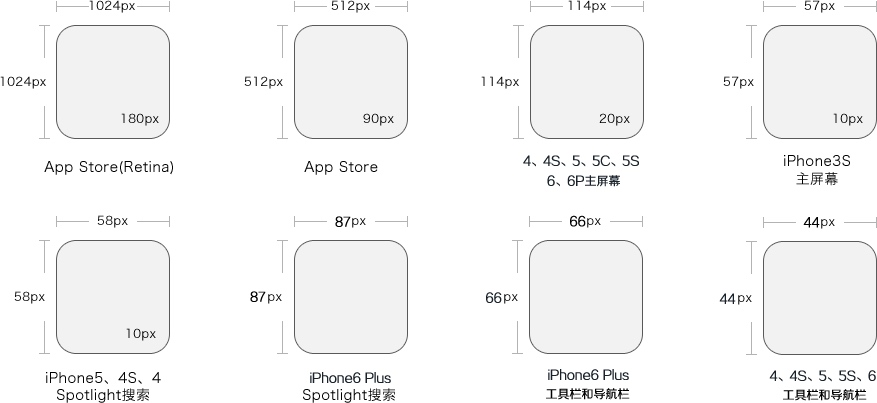 1024px
1024px
180px
App Store(Retina)
512px
512px
90px
App Store
114px
114px
20px
4、4S、5、5C、5S
6、6P主屏幕
57px
57px
10px
iPhone3S
主屏幕
58px
58px
10px
iPhone5、4S、4
Spotlight搜索
87px
87px
iPhone6 Plus
Spotlight搜索
66px
66px
iPhone6 Plus
工具栏和导航栏
44px
44px
4、4S、5、5S、6
工具栏和导航栏